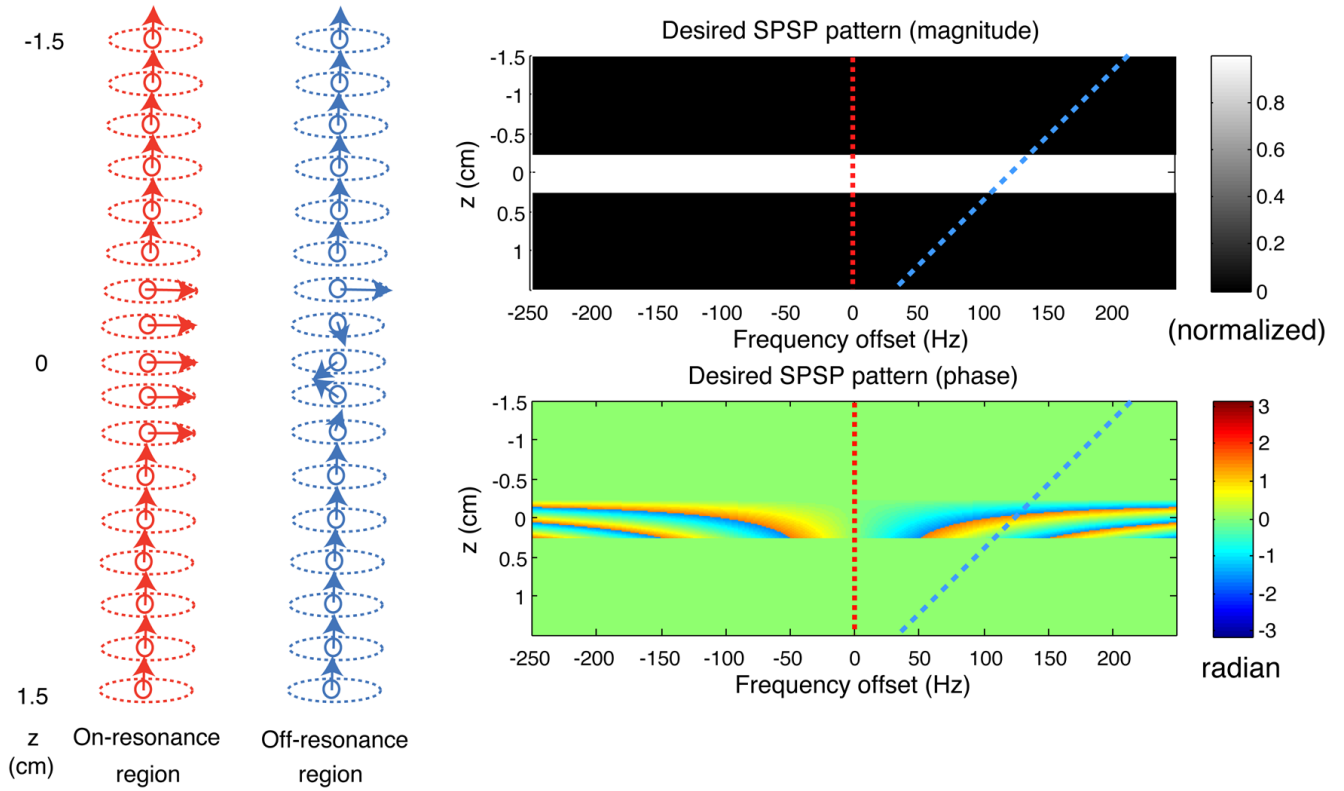 -1.5
0
1.5
z
(cm)
On-resonance
region
Off-resonance
region
Desired SPSP pattern (magnitude)
-1.5
-1
-0.5
0
0.5
1
z (cm)
-250 -200 -150 -100 -50 0 50 100 150 200
Frequency offset (Hz)
0.8
0.6
0.4
0.2
0
(normalized)
Desired SPSP pattern (phase)
-1.5
-1
-0.5
0
0.5
1
z (cm)
-250 -200 -150 -100 -50 0 50 100 150 200
Frequency offset (Hz)
3
2
1
0
-1
-2
-3
radian